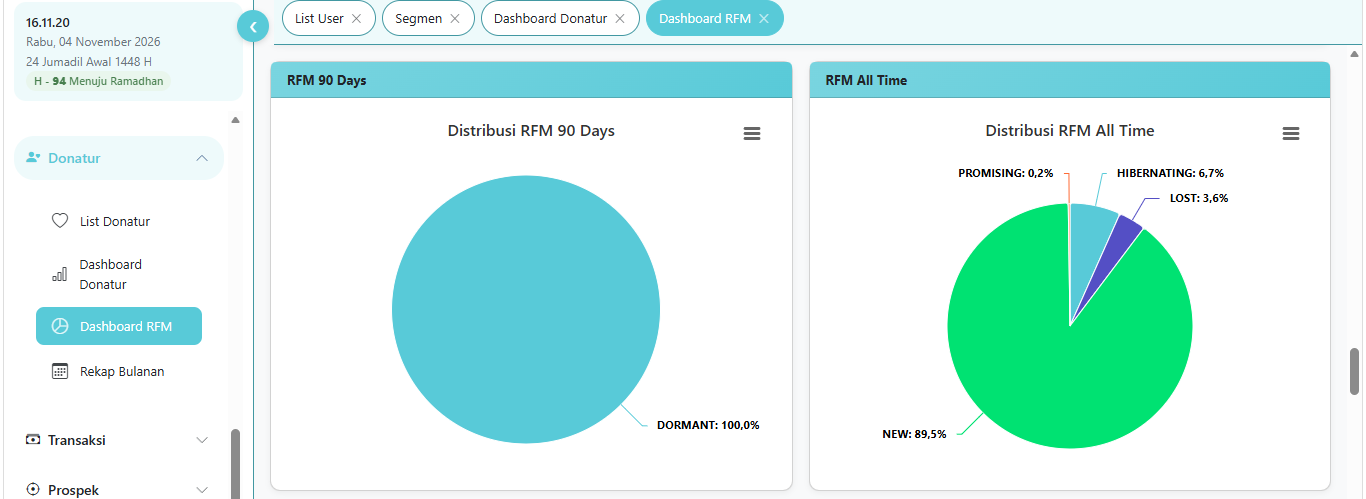 16.11.20
Rabu, 04 November 2026
24 Jumadil Awal 1448 H
H - 94 Menuju Ramadhan
Donatur
List Donatur
Dashboard
Donatur
Dashboard RFM
Rekap Bulanan
Transaksi
Prospek
List User
Segmen
Dashboard Donatur
Dashboard RFM
RFM 90 Days
Distribusi RFM 90 Days
DORMANT: 100,0%
RFM All Time
Distribusi RFM All Time
PROMISING: 0,2%
HIBERNATING: 6,7%
LOST: 3,6%
NEW: 89,5%